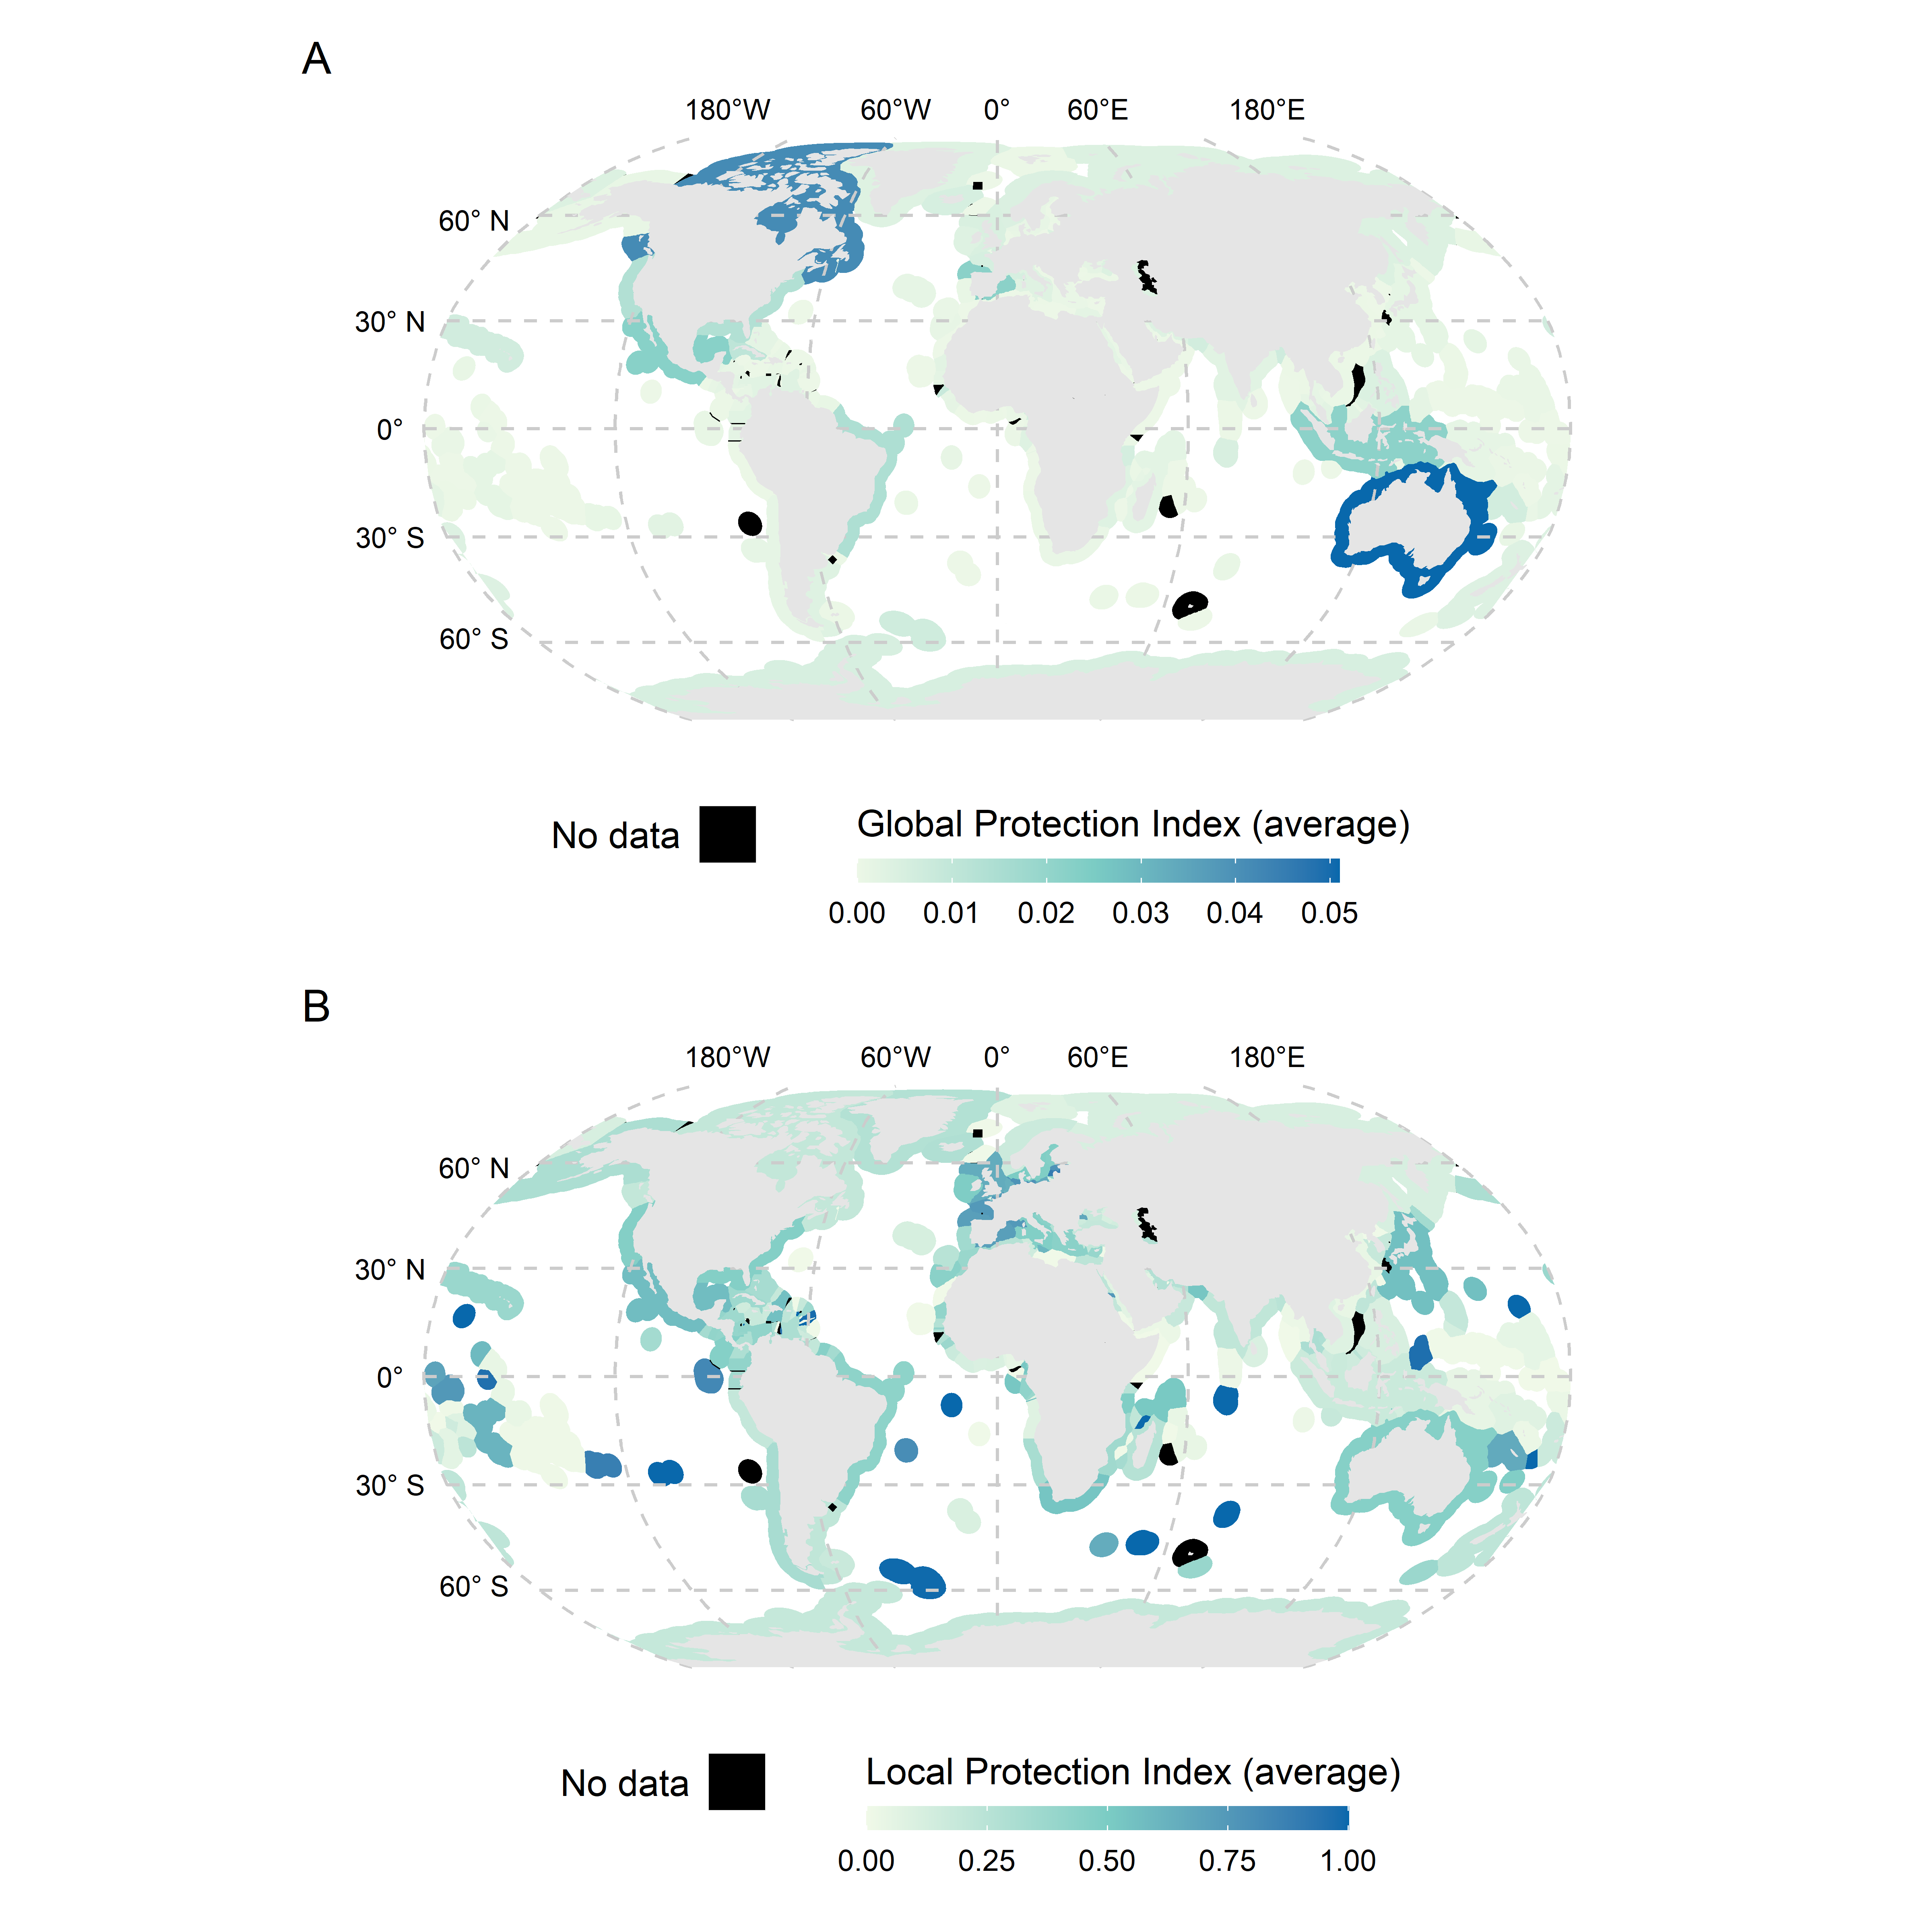 A
180°W 60°W 0° 60°E 180°E
60° N
30° N
0°
30° S
60° S
No data
Global Protection Index (average)
0.00 0.01 0.02 0.03 0.04 0.05
B
180°W 60°W 0° 60°E 180°E
60° N
30° N
0°
30° S
60° S
No data
Local Protection Index (average)
0.00 0.25 0.50 0.75 1.00